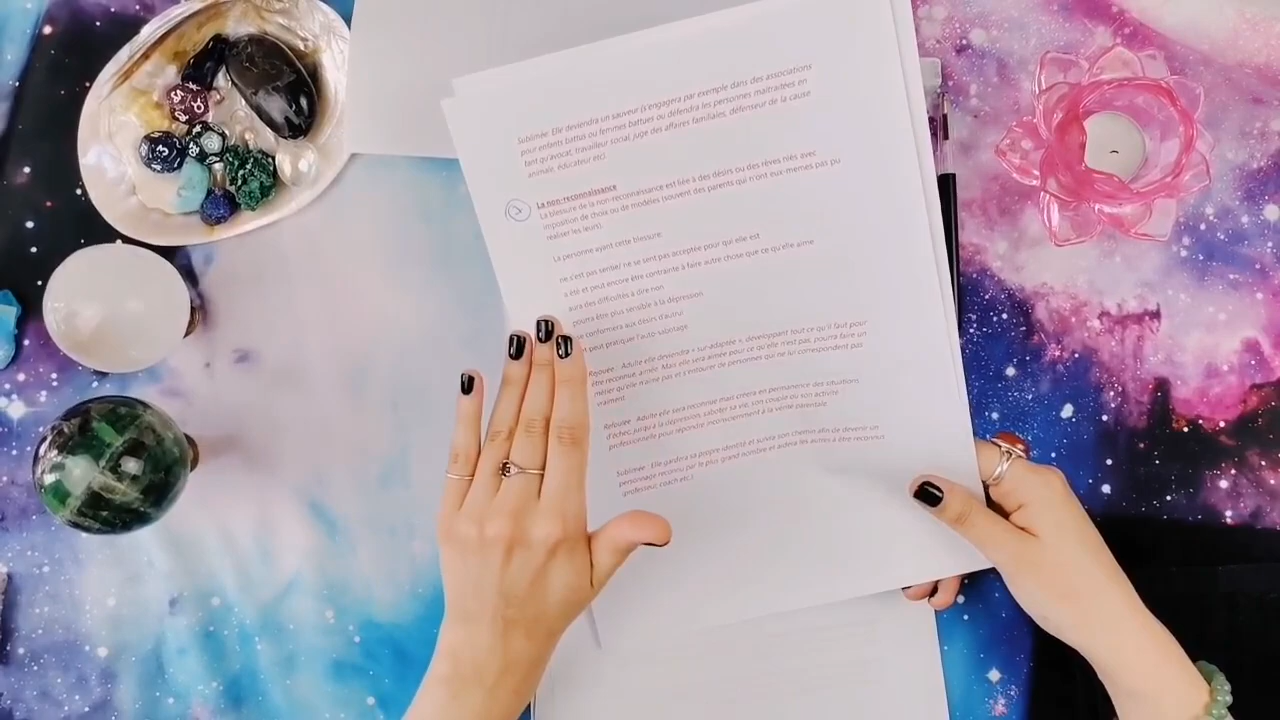 Sublimée: Elle deviendra un sauveur (s'engagera par exemple dans des associations
pour enfants battus ou femmes battues ou défendra les personnes maltraitées en
tant qu'avocat, travailleur social, juge des affaires familiales, défenseur de la cause
animale, éducateur etc)
La non-reconnaissance
La blessure de la non-reconnaissance est liée à des désirs ou des rêves niés avec
imposition de choix ou de modèles (souvent des parents qui n'ont eux-mêmes pas pu
réaliser les leurs).
La personne ayant cette blessure:
ne s'est pas sentie/ ne se sent pas acceptée pour qui elle est
a été et peut encore être contrainte à faire autre chose que ce qu'elle aime
aura des difficultés à dire non
pourra être plus sensible à la dépression
se conformera aux désirs d'autrui
et peut pratiquer l'auto-sabotage
Rejouée : Adulte elle deviendra « sur-adaptée », développant tout ce qu'il faut pour
être reconnue, aimée. Mais elle sera aimée pour ce qu'elle n'est pas, pourra faire un
métier qu'elle n'aime pas et s'entourer de personnes qui ne lui correspondent pas
vraiment.
Refoulée : Adulte elle sera reconnue mais créera en permanence des situations
d'échec, jusqu'à la dépression, saboter sa vie, son couple ou son activité
professionnelle pour répondre inconsciemment à la vérité parentale.
Sublimée : Elle gardera sa propre identité et suivra son chemin afin de devenir un
personnage reconnu par le plus grand nombre et aidera les autres à être reconnus
(professeur, coach etc.)